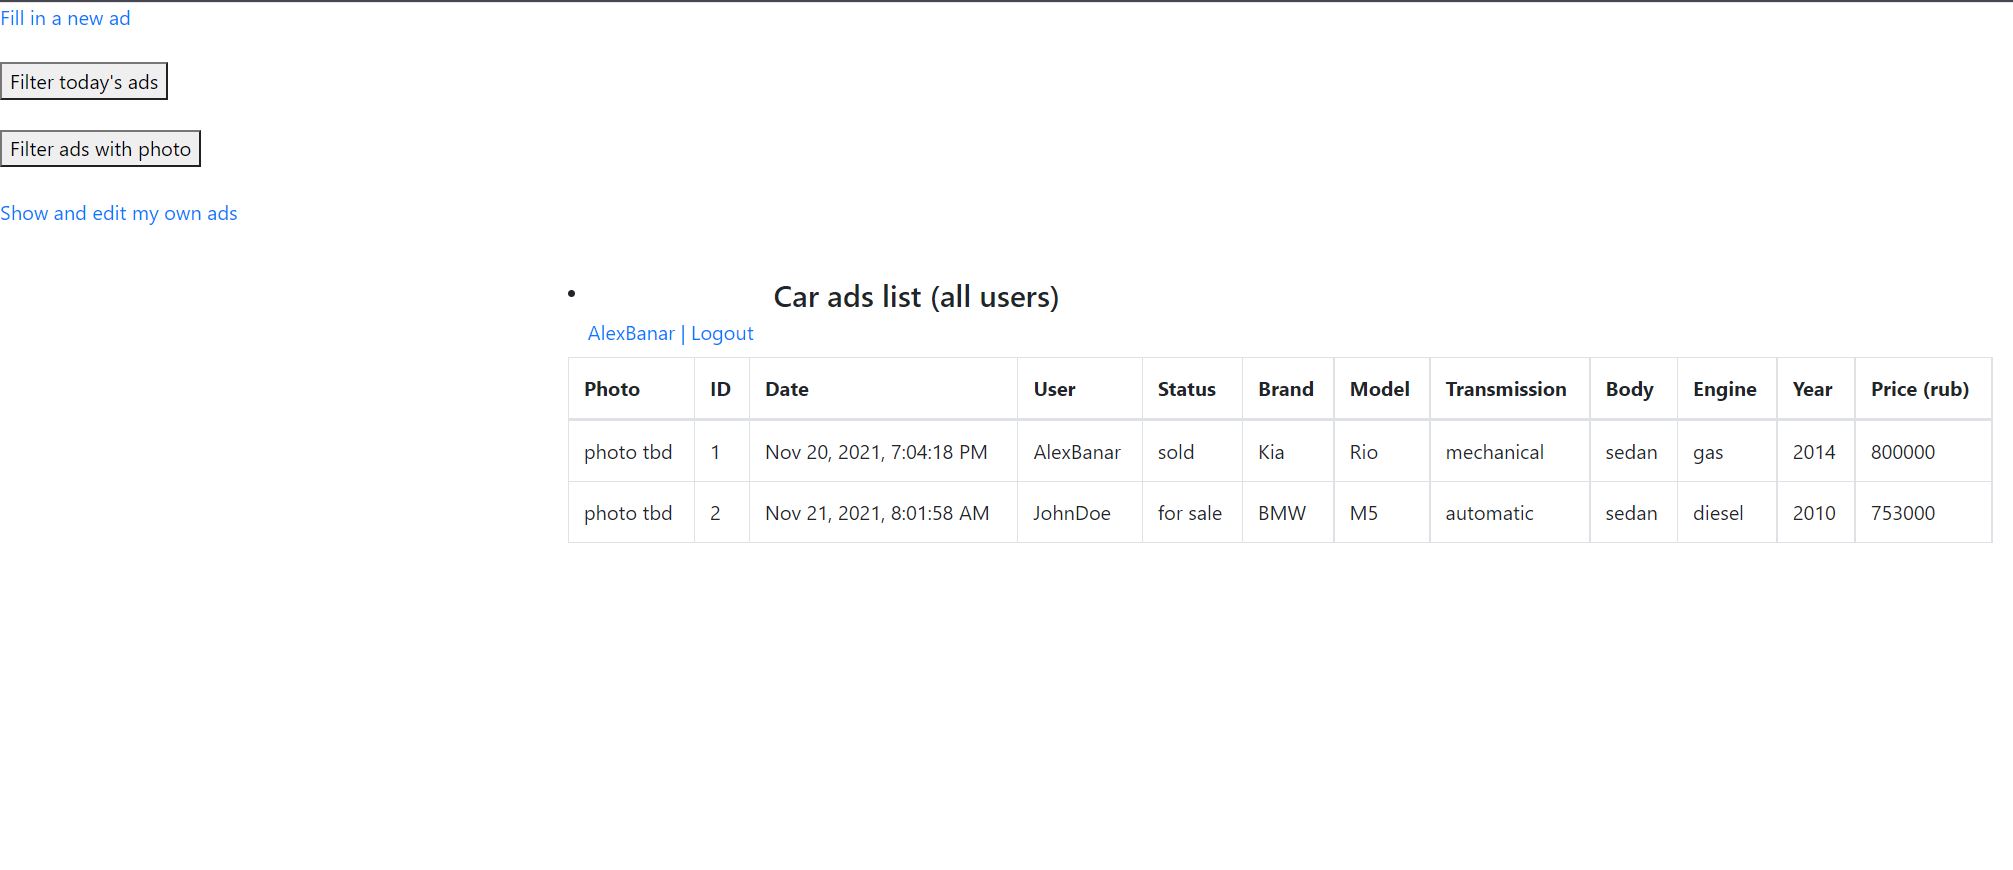 Fill in a new ad
Filter today's ads
Filter ads with photo
Show and edit my own ads
Car ads list (all users)
AlexBanar | Logout
Photo ID Date User Status Brand Model Transmission Body Engine Year Price (rub)
photo tbd 1 Nov 20, 2021, 7:04:18 PM AlexBanar sold Kia Rio mechanical sedan gas 2014 800000
photo tbd 2 Nov 21, 2021, 8:01:58 AM JohnDoe for sale BMW M5 automatic sedan diesel 2010 753000